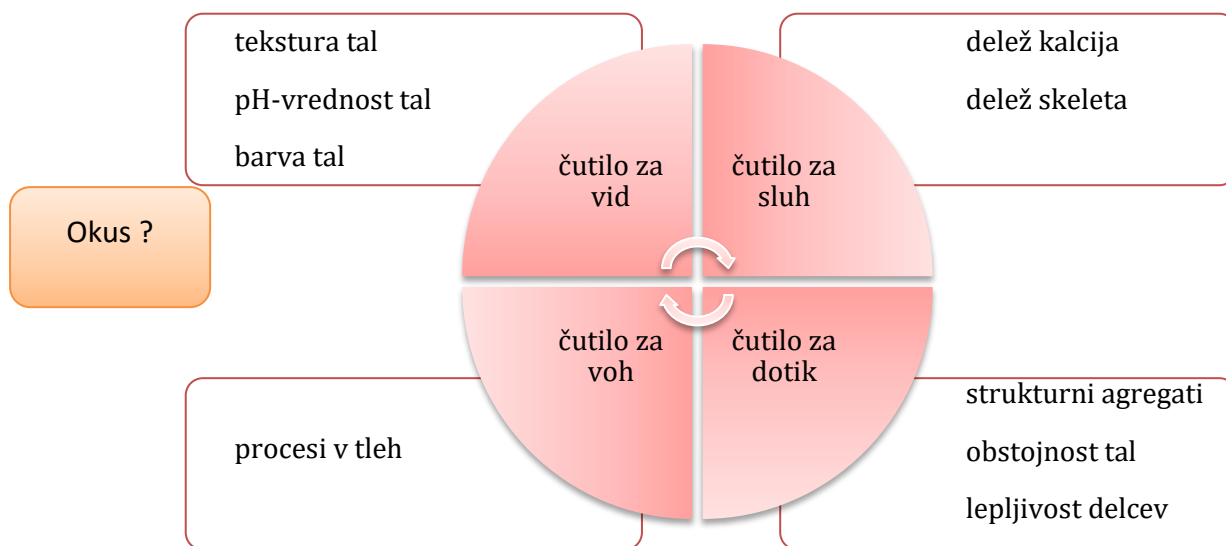 tekstura tal
pH-vrednost tal
barva tal
delež kalcija
delež skeleta
čutilo za
vid
čutilo za
sluh
Okus ?
čutilo za
voh
čutilo za
dotik
procesi v tleh
strukturni agregati
obstojnost tal
lepljivost delcev